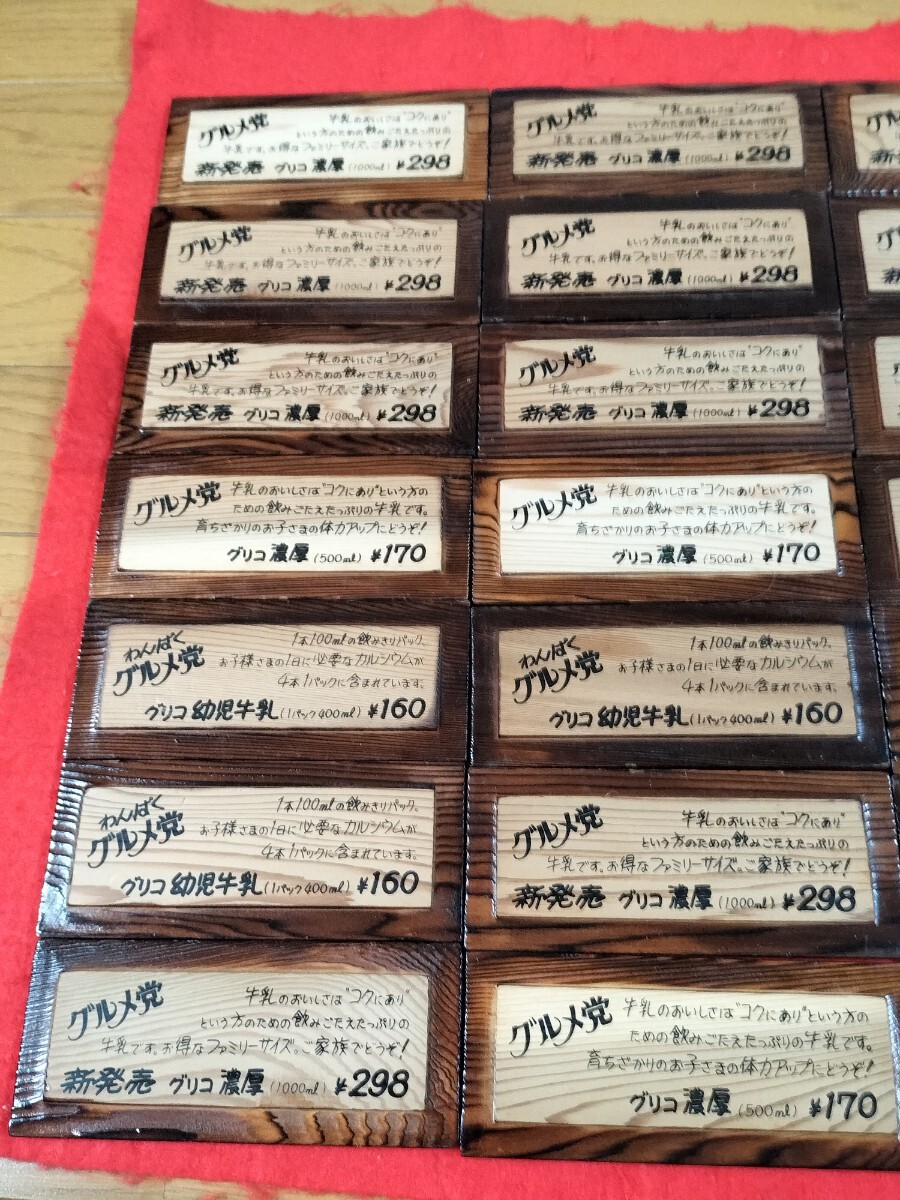 グルメ党
牛乳のおいしさは"コクにあり"
という方のための飲みごたえたっぷりの
牛乳です。お得なファミリーサイズ。ご家族でどうぞ!
新発売 グリコ 濃厚 (1000ml) ¥298
グルメ党
牛乳のおいしさは"コクにあり"
という方のための飲みごたえたっぷりの
牛乳です。お得なファミリーサイズ。ご家族でどうぞ!
新発売 グリコ 濃厚 (1000ml) ¥298
グルメ党
牛乳のおいしさは"コクにあり"
という方のための飲みごたえたっぷりの
牛乳です。お得なファミリーサイズ。ご家族でどうぞ!
新発売 グリコ 濃厚 (1000ml) ¥298
グルメ党
牛乳のおいしさは"コクにあり"
という方のための飲みごたえたっぷりの
牛乳です。お得なファミリーサイズ。ご家族でどうぞ!
新発売 グリコ 濃厚 (1000ml) ¥298
グルメ党
牛乳のおいしさは"コクにあり"
という方のための飲みごたえたっぷりの
牛乳です。お得なファミリーサイズ。ご家族でどうぞ!
新発売 グリコ 濃厚 (1000ml) ¥298
グルメ党
牛乳のおいしさは"コクにあり"
という方のための飲みごたえたっぷりの
牛乳です。お得なファミリーサイズ。ご家族でどうぞ!
新発売 グリコ 濃厚 (1000ml) ¥298
グルメ党
牛乳のおいしさは"コクにあり"という方の
ための飲みごたえたっぷりの牛乳です。
育ちざかりのお子さまの体力アップにどうぞ!
グリコ 濃厚 (500ml) ¥170
グルメ党
牛乳のおいしさは"コクにあり"という方の
ための飲みごたえたっぷりの牛乳です。
育ちざかりのお子さまの体力アップにどうぞ!
グリコ 濃厚 (500ml) ¥170
わんぱく
グルメ党
1本100mlの飲みきりパック。
お子様さまの1日に必要なカルシウムが
4本1パックに含まれています。
グリコ 幼児牛乳 (1パック400ml) ¥160
わんぱく
グルメ党
1本100mlの飲みきりパック。
お子様さまの1日に必要なカルシウムが
4本1パックに含まれています。
グリコ 幼児牛乳 (1パック400ml) ¥160
わんぱく
グルメ党
1本100mlの飲みきりパック。
お子様さまの1日に必要なカルシウムが
4本1パックに含まれています。
グリコ 幼児牛乳 (1パック400ml) ¥160
グルメ党
牛乳のおいしさは"コクにあり"
という方のための飲みごたえたっぷりの
牛乳です。お得なファミリーサイズ。ご家族でどうぞ!
新発売 グリコ 濃厚 (1000ml) ¥298
グルメ党
牛乳のおいしさは"コクにあり"
という方のための飲みごたえたっぷりの
牛乳です。お得なファミリーサイズ。ご家族でどうぞ!
新発売 グリコ 濃厚 (1000ml) ¥298
グルメ党
牛乳のおいしさは"コクにあり"という方の
ための飲みごたえたっぷりの牛乳です。
育ちざかりのお子さまの体力アップにどうぞ!
グリコ 濃厚 (500ml) ¥170